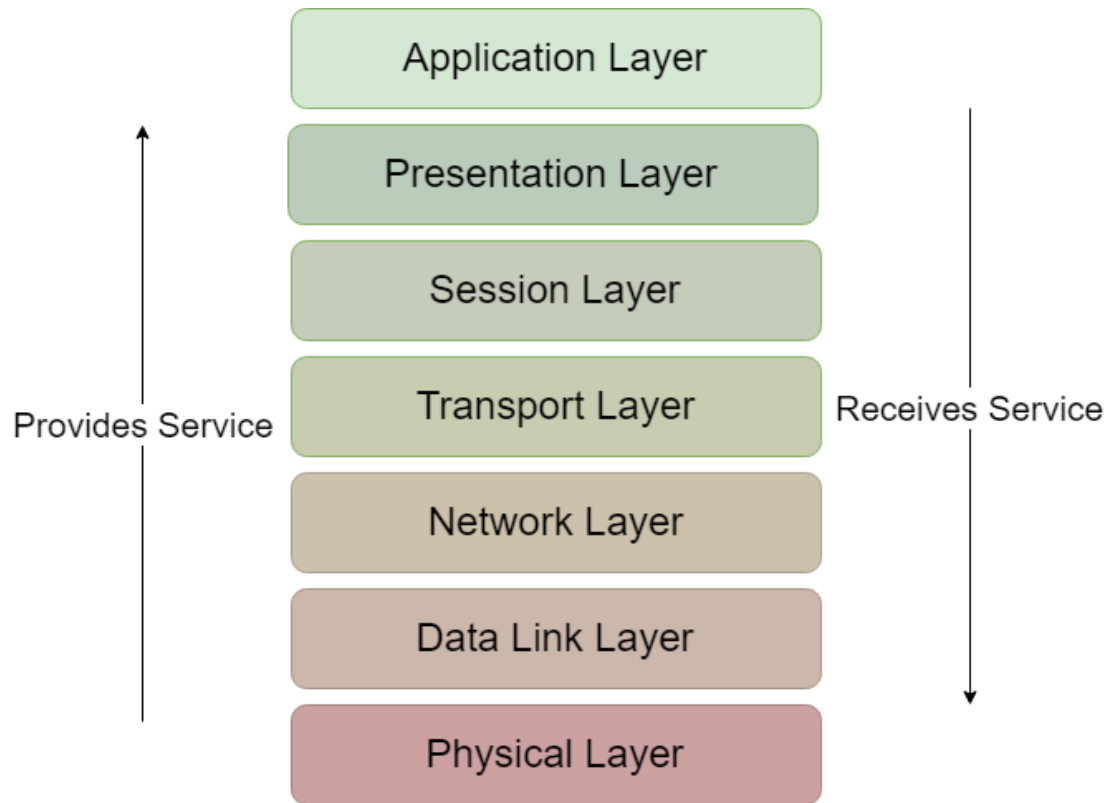 Application Layer
Presentation Layer
Session Layer
Transport Layer
Provides Service
Receives Service
Network Layer
Data Link Layer
Physical Layer